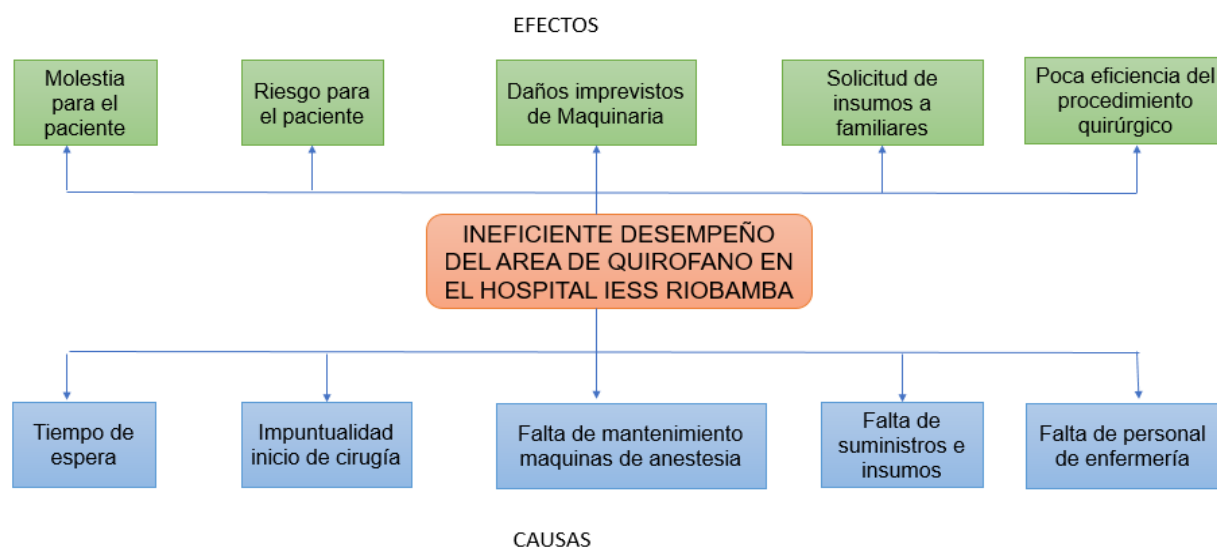 EFECTOS
Molestia
para el
paciente
Riesgo para
el paciente
Daños imprevistos
de Maquinaria
Solicitud de
insumos a
familiares
Poca eficiencia del
procedimiento
quirúrgico
INEFICIENTE DESEMPEÑO
DEL AREA DE QUIROFANO EN
EL HOSPITAL IESS RIOBAMBA
Tiempo de
espera
Impuntualidad
inicio de cirugía
Falta de mantenimiento
maquinas de anestesia
Falta de
suministros e
insumos
Falta de personal
de enfermería
CAUSAS